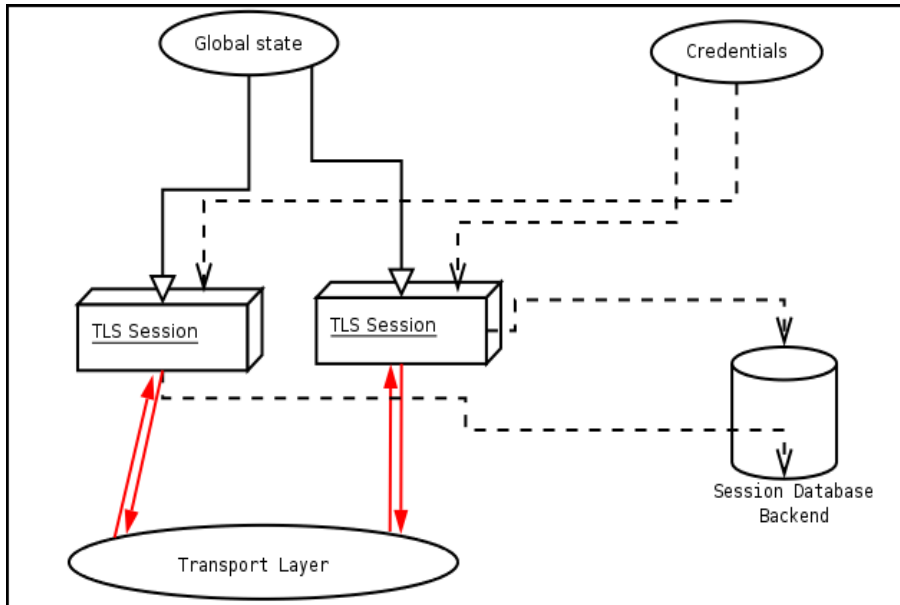 Global state
Credentials
TLS Session
TLS Session
Session Database
Backend
Transport Layer